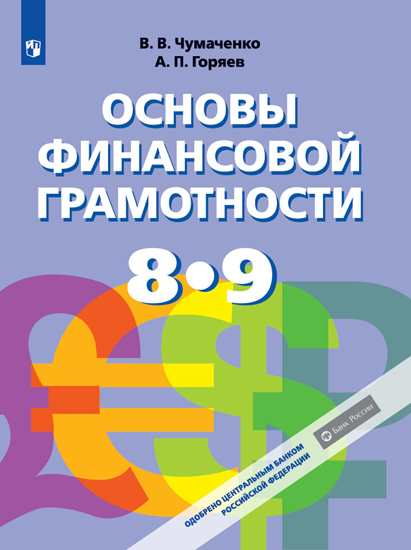 В. В. Чумаченко
А. П. Горяев
ОСНОВЫ
ФИНАНСОВОЙ
ГРАМОТНОСТИ
8•9
Банк России
ОДОБРЕНО ЦЕНТРАЛЬНЫМ БАНКОМ
РОССИЙСКОЙ ФЕДЕРАЦИИ